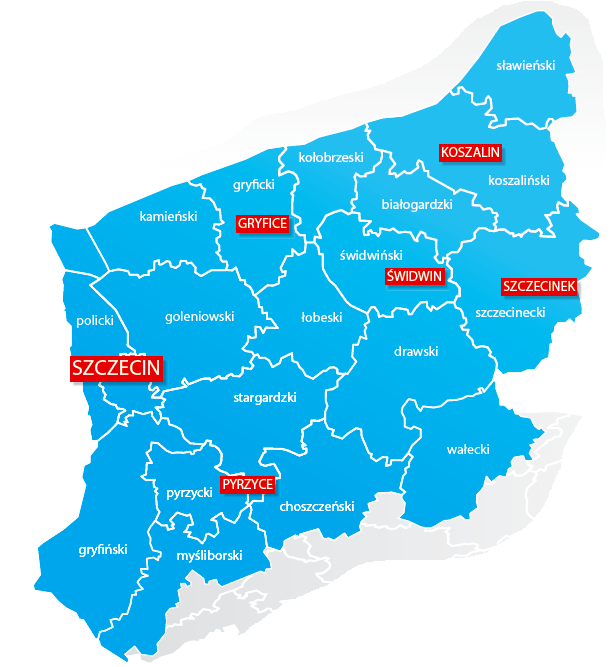 sławieński
KOSZALIN
kołobrzeski
koszaliński
gryficki
białogardzki
kamieński
GRYFICE
świdwiński
ŚWIDWIN
SZCZECINEK
szczecinecki
policki
goleniowski
łobeski
drawski
SZCZECIN
stargardzki
wałecki
pyrzycki
PYRZYCE
choszczeński
gryfiński
myśliborski